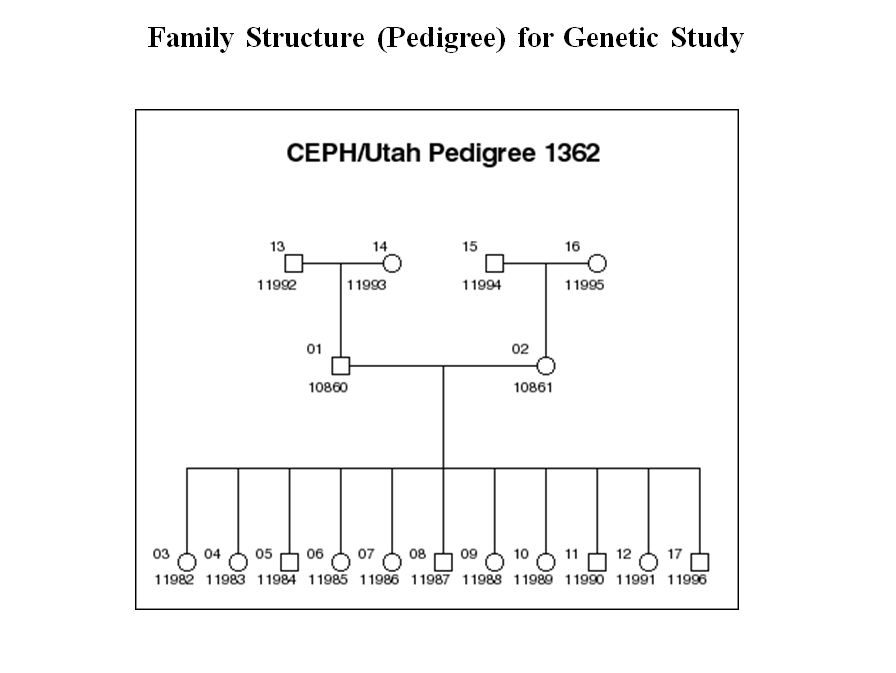 Family Structure (Pedigree) for Genetic Study
CEPH/Utah Pedigree 1362
13 14 15 16
11992 11993 11994 11995
01 02
10860 10861
03 04 05 06 07 08 09 10 11 12 17
11982 11983 11984 11985 11986 11987 11988 11989 11990 11991 11996